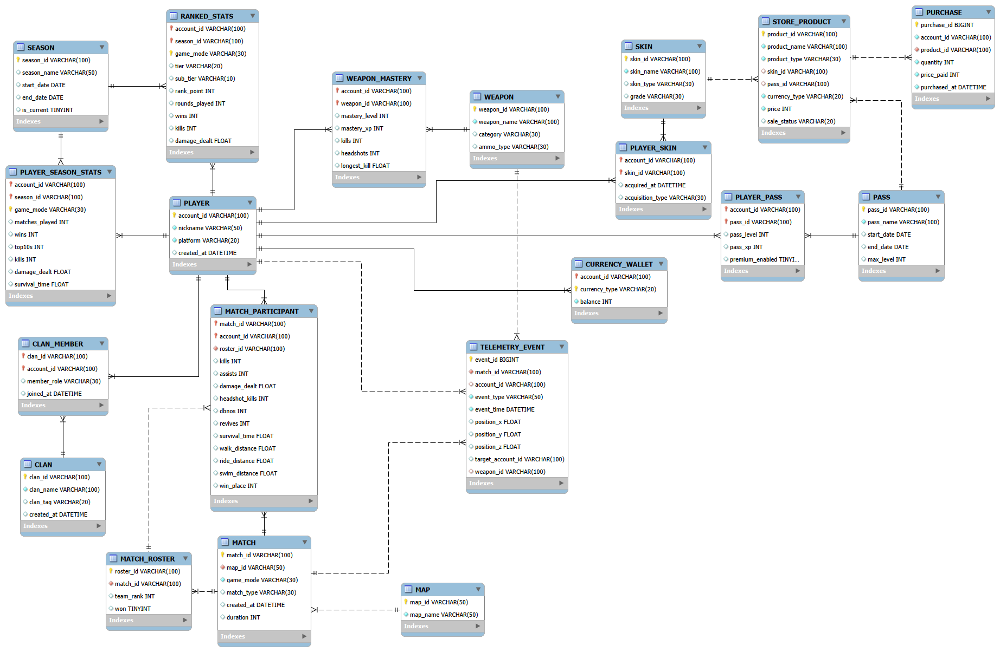 RANKED_STATS
account_id VARCHAR(100)
season_id VARCHAR(100)
game_mode VARCHAR(30)
tier VARCHAR(20)
sub_tier VARCHAR(10)
rank_point INT
rounds_played INT
wins INT
kills INT
damage_dealt FLOAT
Indexes
SEASON
season_id VARCHAR(100)
season_name VARCHAR(50)
start_date DATE
end_date DATE
is_current TINYINT
Indexes
PLAYER_SEASON_STATS
account_id VARCHAR(100)
season_id VARCHAR(100)
game_mode VARCHAR(30)
matches_played INT
wins INT
top10s INT
kills INT
damage_dealt FLOAT
survival_time FLOAT
Indexes
PLAYER
account_id VARCHAR(100)
nickname VARCHAR(50)
platform VARCHAR(20)
created_at DATETIME
Indexes
WEAPON_MASTERY
account_id VARCHAR(100)
weapon_id VARCHAR(100)
mastery_level INT
mastery_xp INT
kills INT
headshots INT
longest_kill FLOAT
Indexes
WEAPON
weapon_id VARCHAR(100)
weapon_name VARCHAR(100)
category VARCHAR(30)
ammo_type VARCHAR(30)
Indexes
SKIN
skin_id VARCHAR(100)
skin_name VARCHAR(100)
skin_type VARCHAR(30)
grade VARCHAR(30)
Indexes
STORE_PRODUCT
product_id VARCHAR(100)
product_name VARCHAR(100)
product_type VARCHAR(30)
skin_id VARCHAR(100)
pass_id VARCHAR(100)
currency_type VARCHAR(20)
price INT
sale_status VARCHAR(20)
Indexes
PURCHASE
purchase_id BIGINT
account_id VARCHAR(100)
product_id VARCHAR(100)
quantity INT
price_paid INT
purchased_at DATETIME
Indexes
PLAYER_SKIN
account_id VARCHAR(100)
skin_id VARCHAR(100)
acquired_at DATETIME
acquisition_type VARCHAR(30)
Indexes
PLAYER_PASS
account_id VARCHAR(100)
pass_id VARCHAR(100)
pass_level INT
pass_xp INT
premium_enabled TINYI...
Indexes
PASS
pass_id VARCHAR(100)
pass_name VARCHAR(100)
start_date DATE
end_date DATE
max_level INT
Indexes
CURRENCY_WALLET
account_id VARCHAR(100)
currency_type VARCHAR(20)
balance INT
Indexes
MATCH_PARTICIPANT
match_id VARCHAR(100)
account_id VARCHAR(100)
roster_id VARCHAR(100)
kills INT
assists INT
damage_dealt FLOAT
headshot_kills INT
dbnos INT
revives INT
survival_time FLOAT
walk_distance FLOAT
ride_distance FLOAT
swim_distance FLOAT
win_place INT
Indexes
CLAN_MEMBER
clan_id VARCHAR(100)
account_id VARCHAR(100)
member_role VARCHAR(30)
joined_at DATETIME
Indexes
CLAN
clan_id VARCHAR(100)
clan_name VARCHAR(100)
clan_tag VARCHAR(20)
created_at DATETIME
Indexes
TELEMETRY_EVENT
event_id BIGINT
match_id VARCHAR(100)
account_id VARCHAR(100)
event_type VARCHAR(50)
event_time DATETIME
position_x FLOAT
position_y FLOAT
position_z FLOAT
target_account_id VARCHAR(100)
weapon_id VARCHAR(100)
Indexes
MATCH_ROSTER
roster_id VARCHAR(100)
match_id VARCHAR(100)
team_rank INT
won TINYINT
Indexes
MATCH
match_id VARCHAR(100)
map_id VARCHAR(50)
game_mode VARCHAR(30)
match_type VARCHAR(30)
created_at DATETIME
duration INT
Indexes
MAP
map_id VARCHAR(50)
map_name VARCHAR(50)
Indexes